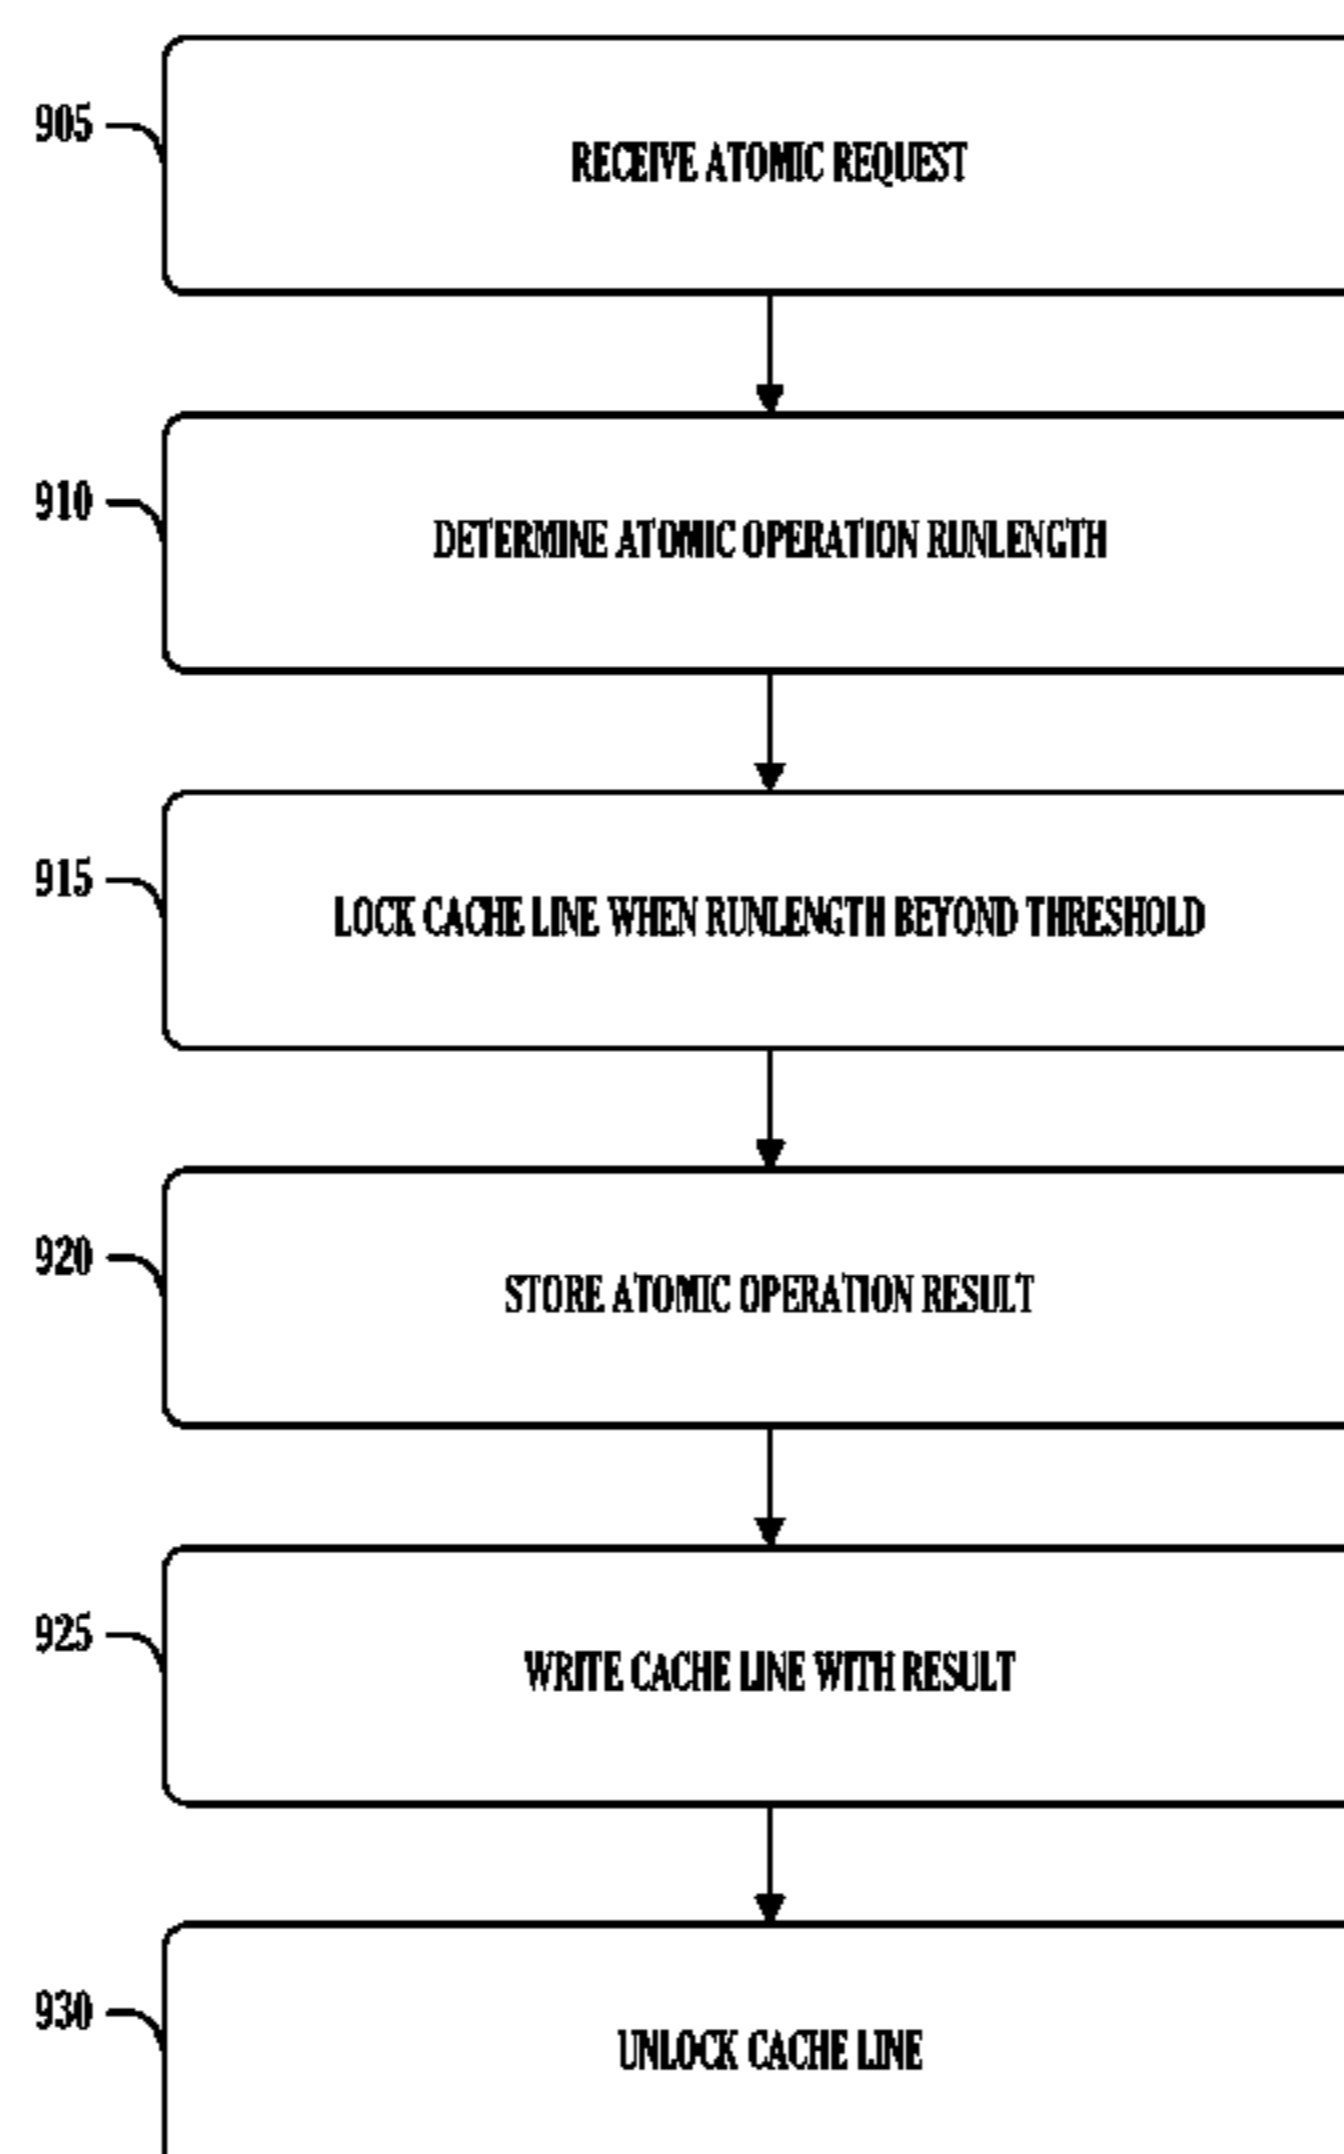 905
RECEIVE ATOMIC REQUEST
910
DETERMINE ATOMIC OPERATION RUNLENGTH
915
LOCK CACHE LINE WHEN RUNLENGTH BEYOND THRESHOLD
920
STORE ATOMIC OPERATION RESULT
925
WRITE CACHE LINE WITH RESULT
930
UNLOCK CACHE LINE